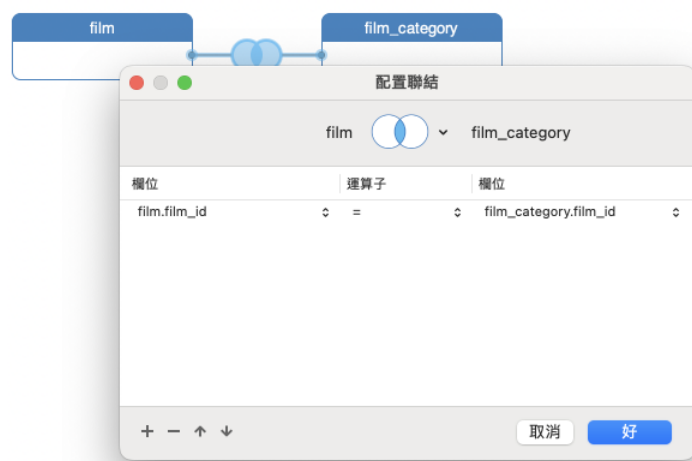 film
film_category
配置聯結
film
film_category
欄位 運算子 欄位
film.film_id = film_category.film_id
取消 好